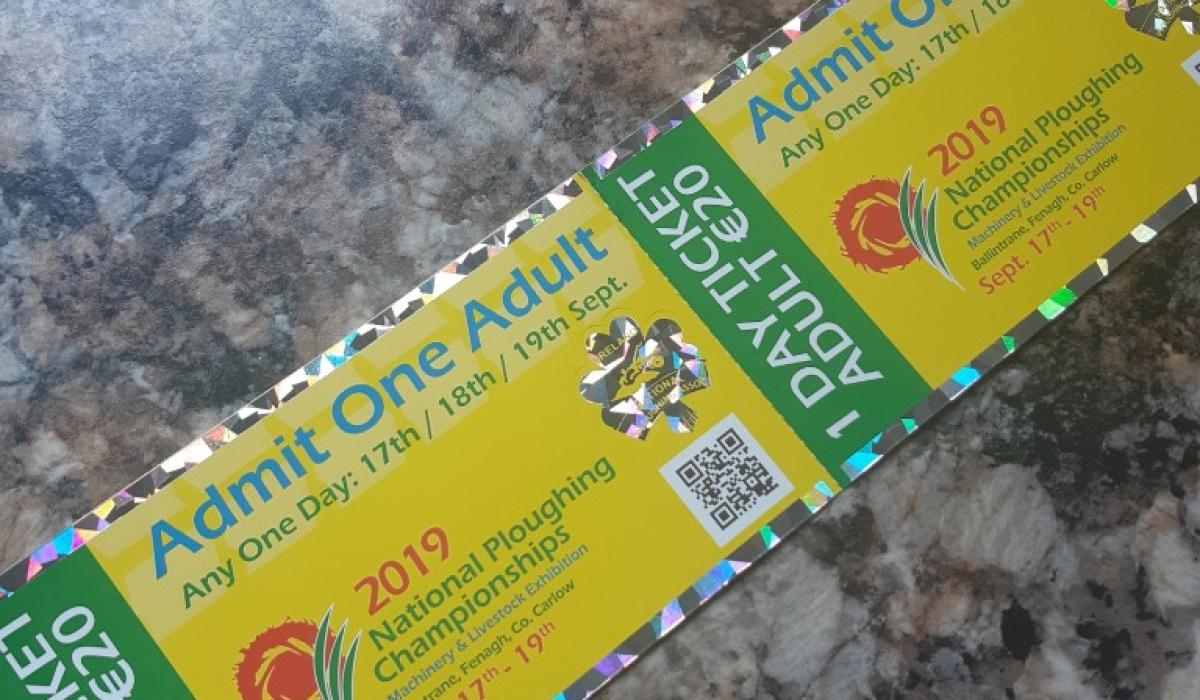 Admit One Adult
Any One Day: 17th / 18th / 19th Sept.
IRELAND
2019
National Ploughing
Championships
Machinery & Livestock Exhibition
Fenagh, Co. Carlow
17th - 19th
€20
1 DAY TICKET
ADULT €20
Admit
Any One Day: 17th / 18
2019
National Ploughing
Championships
Machinery & Livestock Exhibition
Ballintrane, Fenagh, Co. Carlow
Sept. 17th - 19th